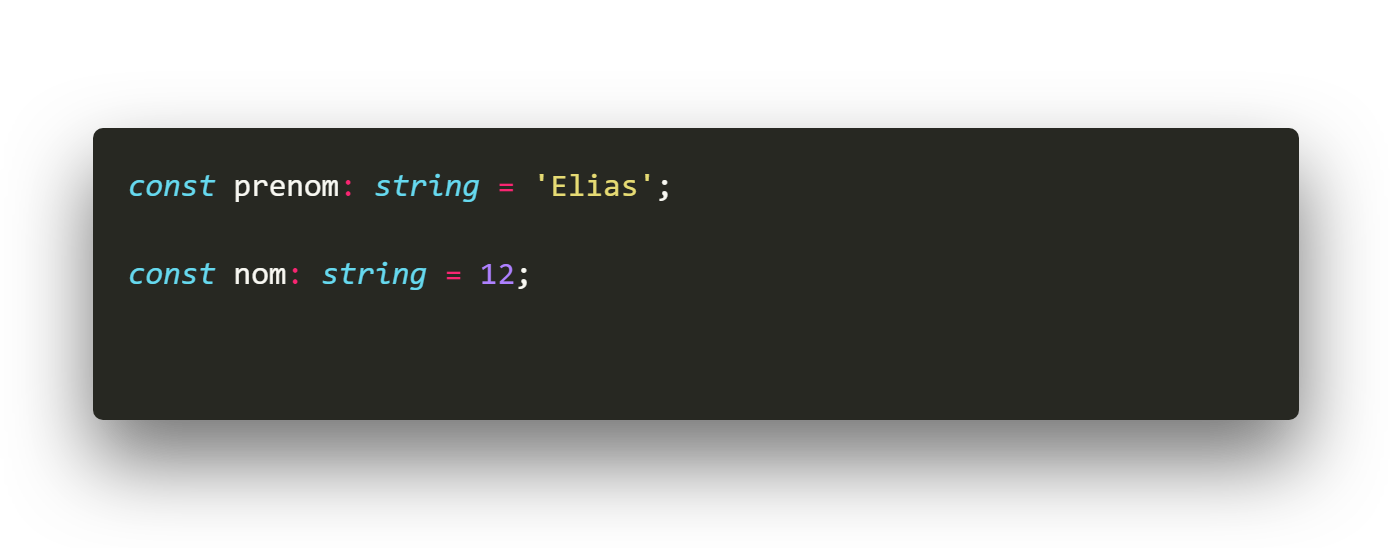 const prenom: string = 'Elias';
const nom: string = 12;